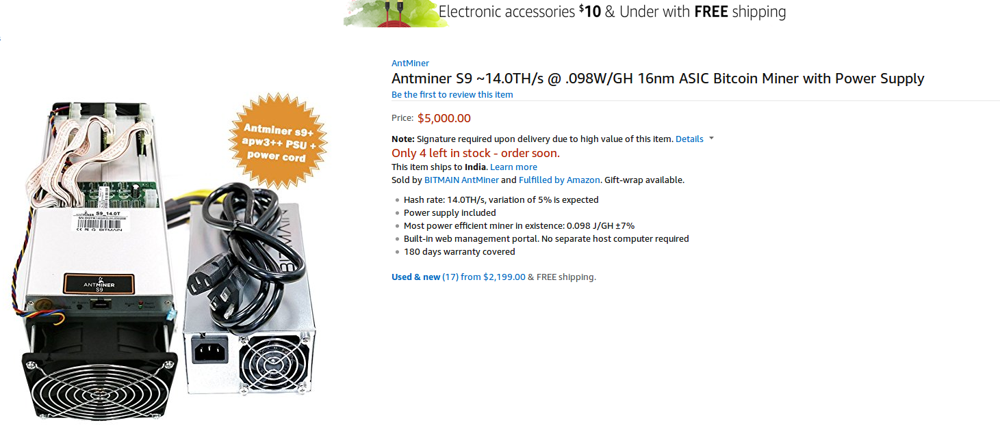 Electronic accessories $10 & Under with FREE shipping
AntMiner
Antminer S9 ~14.0TH/s @ .098W/GH 16nm ASIC Bitcoin Miner with Power Supply
Be the first to review this item
Price: $5,000.00
Note: Signature required upon delivery due to high value of this item. Details
Only 4 left in stock - order soon.
This item ships to India. Learn more
Sold by BITMAIN AntMiner and Fulfilled by Amazon. Gift-wrap available.
Hash rate: 14.0TH/s, variation of 5% is expected
Power supply included
Most power efficient miner in existence: 0.098 J/GH ±7%
Built-in web management portal. No separate host computer required
180 days warranty covered
Used & new (17) from $2,199.00 & FREE shipping.
Antminer s9+
apw3++ PSU +
power cord
ANTMINER S9_14.0T
BITMAIN
ANTMINER
S9
BITMAIN